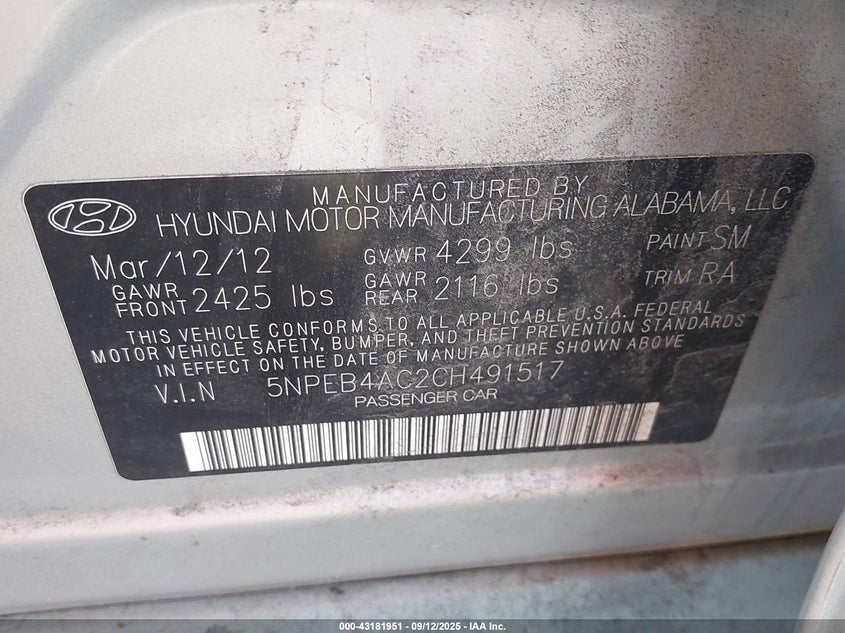 MANUFACTURED BY
HYUNDAI MOTOR MANUFACTURING ALABAMA, LLC
Mar/12/12 GVWR 4299 lbs PAINT SM
GAWR FRONT 2425 lbs GAWR REAR 2116 lbs TRIM RA
THIS VEHICLE CONFORMS TO ALL APPLICABLE U.S.A. FEDERAL
MOTOR VEHICLE SAFETY, BUMPER, AND THEFT PREVENTION STANDARDS
IN EFFECT ON THE DATE OF MANUFACTURE SHOWN ABOVE
V.I.N 5NPEB4AC2CH491517
PASSENGER CAR
000-43181951 - 09/12/2025 - IAA Inc.